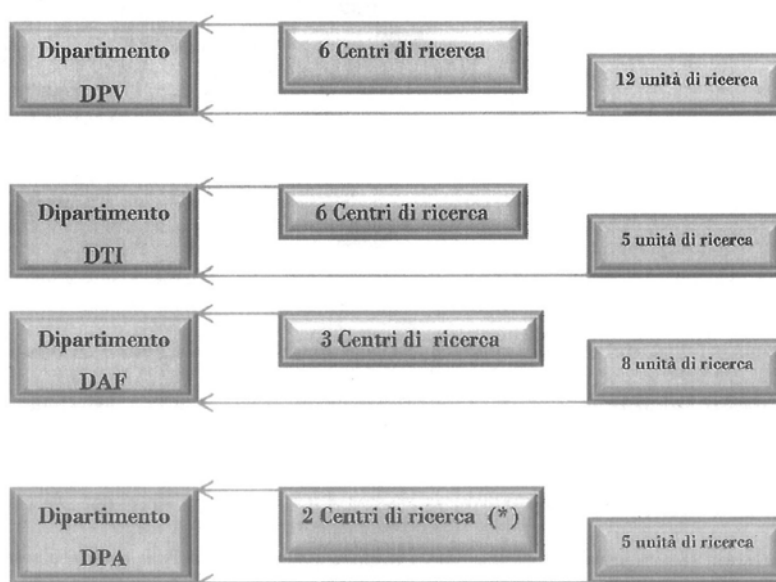 Dipartimento
DPV
6 Centri di ricerca
12 unità di ricerca
Dipartimento
DTI
6 Centri di ricerca
5 unità di ricerca
Dipartimento
DAF
3 Centri di ricerca
8 unità di ricerca
Dipartimento
DPA
2 Centri di ricerca (*)
5 unità di ricerca